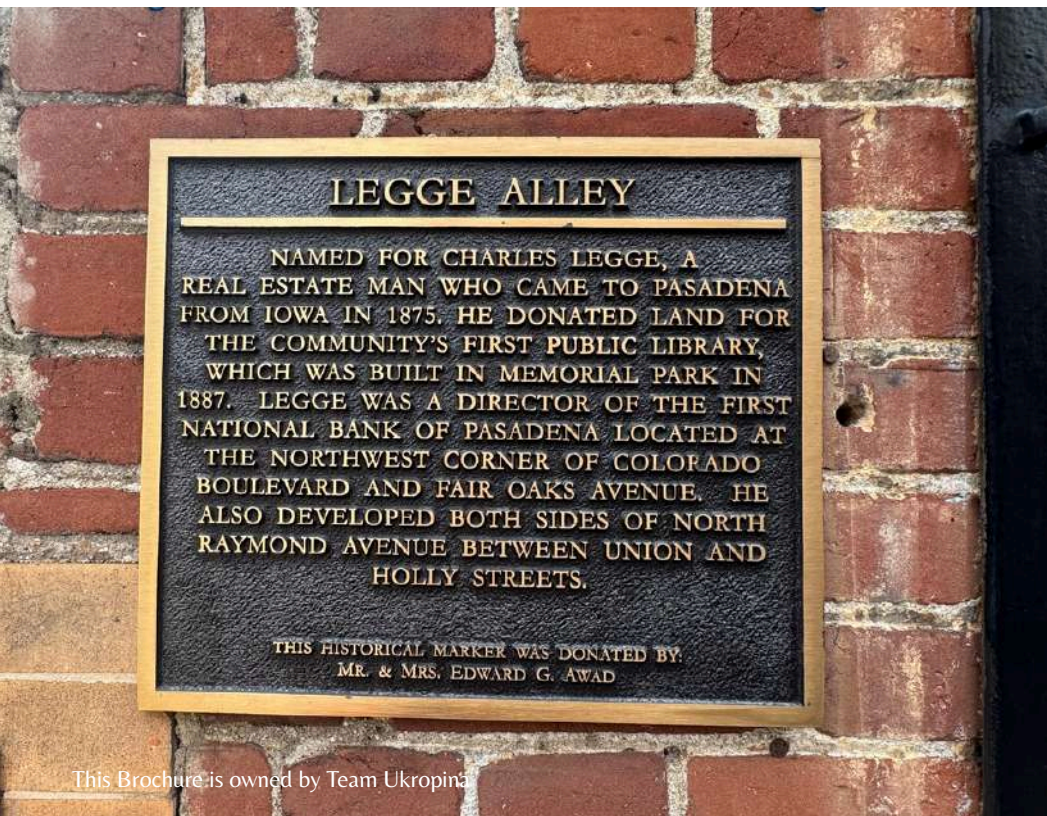 LEGGE ALLEY
NAMED FOR CHARLES LEGGE, A
REAL ESTATE MAN WHO CAME TO PASADENA
FROM IOWA IN 1875. HE DONATED LAND FOR
THE COMMUNITY'S FIRST PUBLIC LIBRARY,
WHICH WAS BUILT IN MEMORIAL PARK IN
1887. LEGGE WAS A DIRECTOR OF THE FIRST
NATIONAL BANK OF PASADENA LOCATED AT
THE NORTHWEST CORNER OF COLORADO
BOULEVARD AND FAIR OAKS AVENUE. HE
ALSO DEVELOPED BOTH SIDES OF NORTH
RAYMOND AVENUE BETWEEN UNION AND
HOLLY STREETS.
THIS HISTORICAL MARKER WAS DONATED BY:
MR. & MRS. EDWARD G. AWAD
This Brochure is owned by Team Ukropina